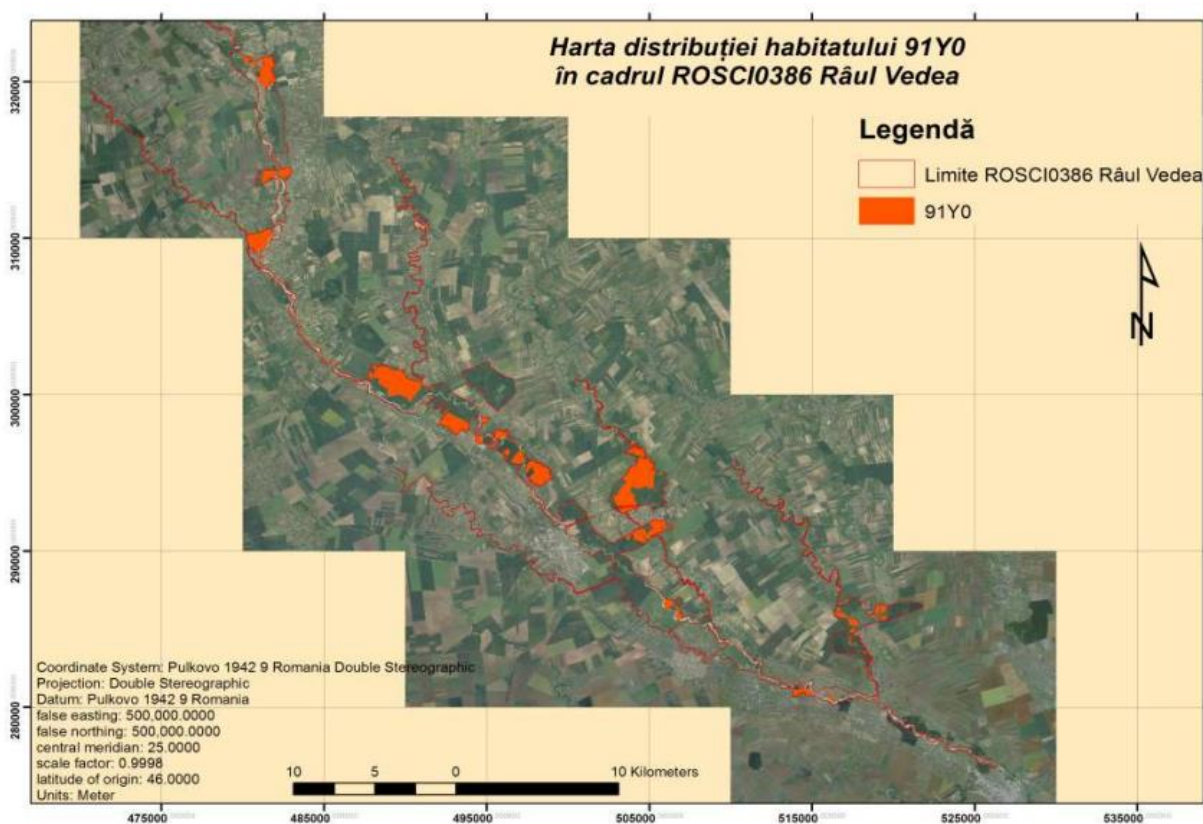 Harta distribuției habitatului 91Y0
în cadrul ROSCI0386 Râul Vedea
Legendă
Limite ROSCI0386 Râul Vedea
91Y0
N
320000
310000
300000
290000
280000
Coordinate System: Pulkovo 1942 9 Romania Double Stereographic
Projection: Double Stereographic
Datum: Pulkovo 1942 9 Romania
false easting: 500,000.0000
false northing: 500,000.0000
central meridian: 25.0000
scale factor: 0.9998
latitude of origin: 46.0000
Units: Meter
10 5 0 10 Kilometers
475000 485000 495000 505000 515000 525000 535000